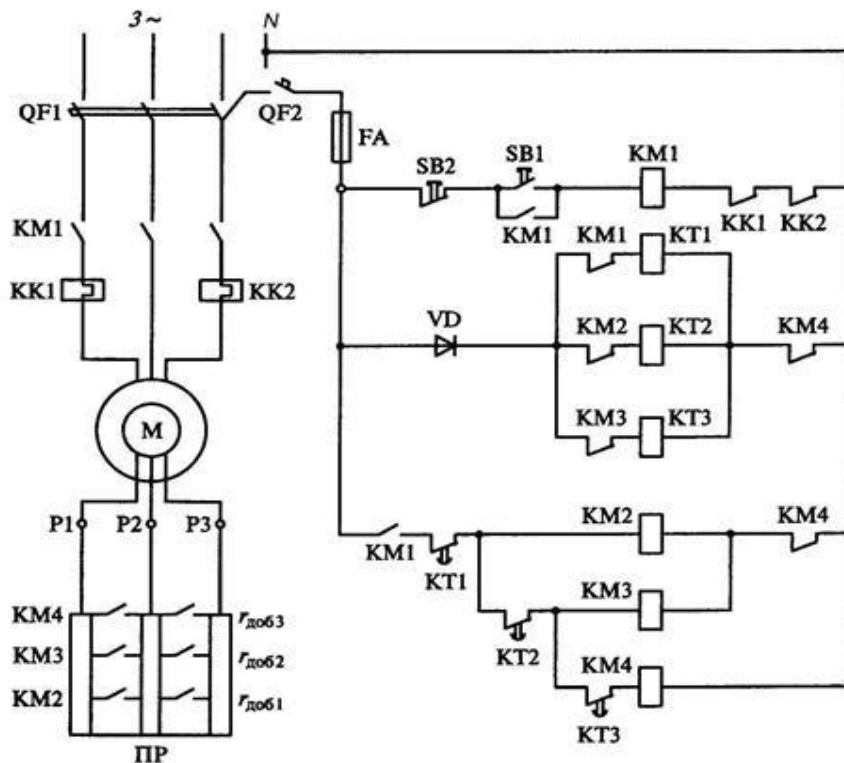 3~ N
QF1
QF2
FA
SB2
SB1
KM1
KM1
KK1
KK2
KM1
KK1
KK2
KM1
KT1
VD
KM2
KT2
KM4
KM3
KT3
M
P1
P2
P3
KM1
KT1
KM2
KM4
KM3
KT2
KM4
KT3
KM4
rдоб3
KM3
rдоб2
KM2
rдоб1
ПР